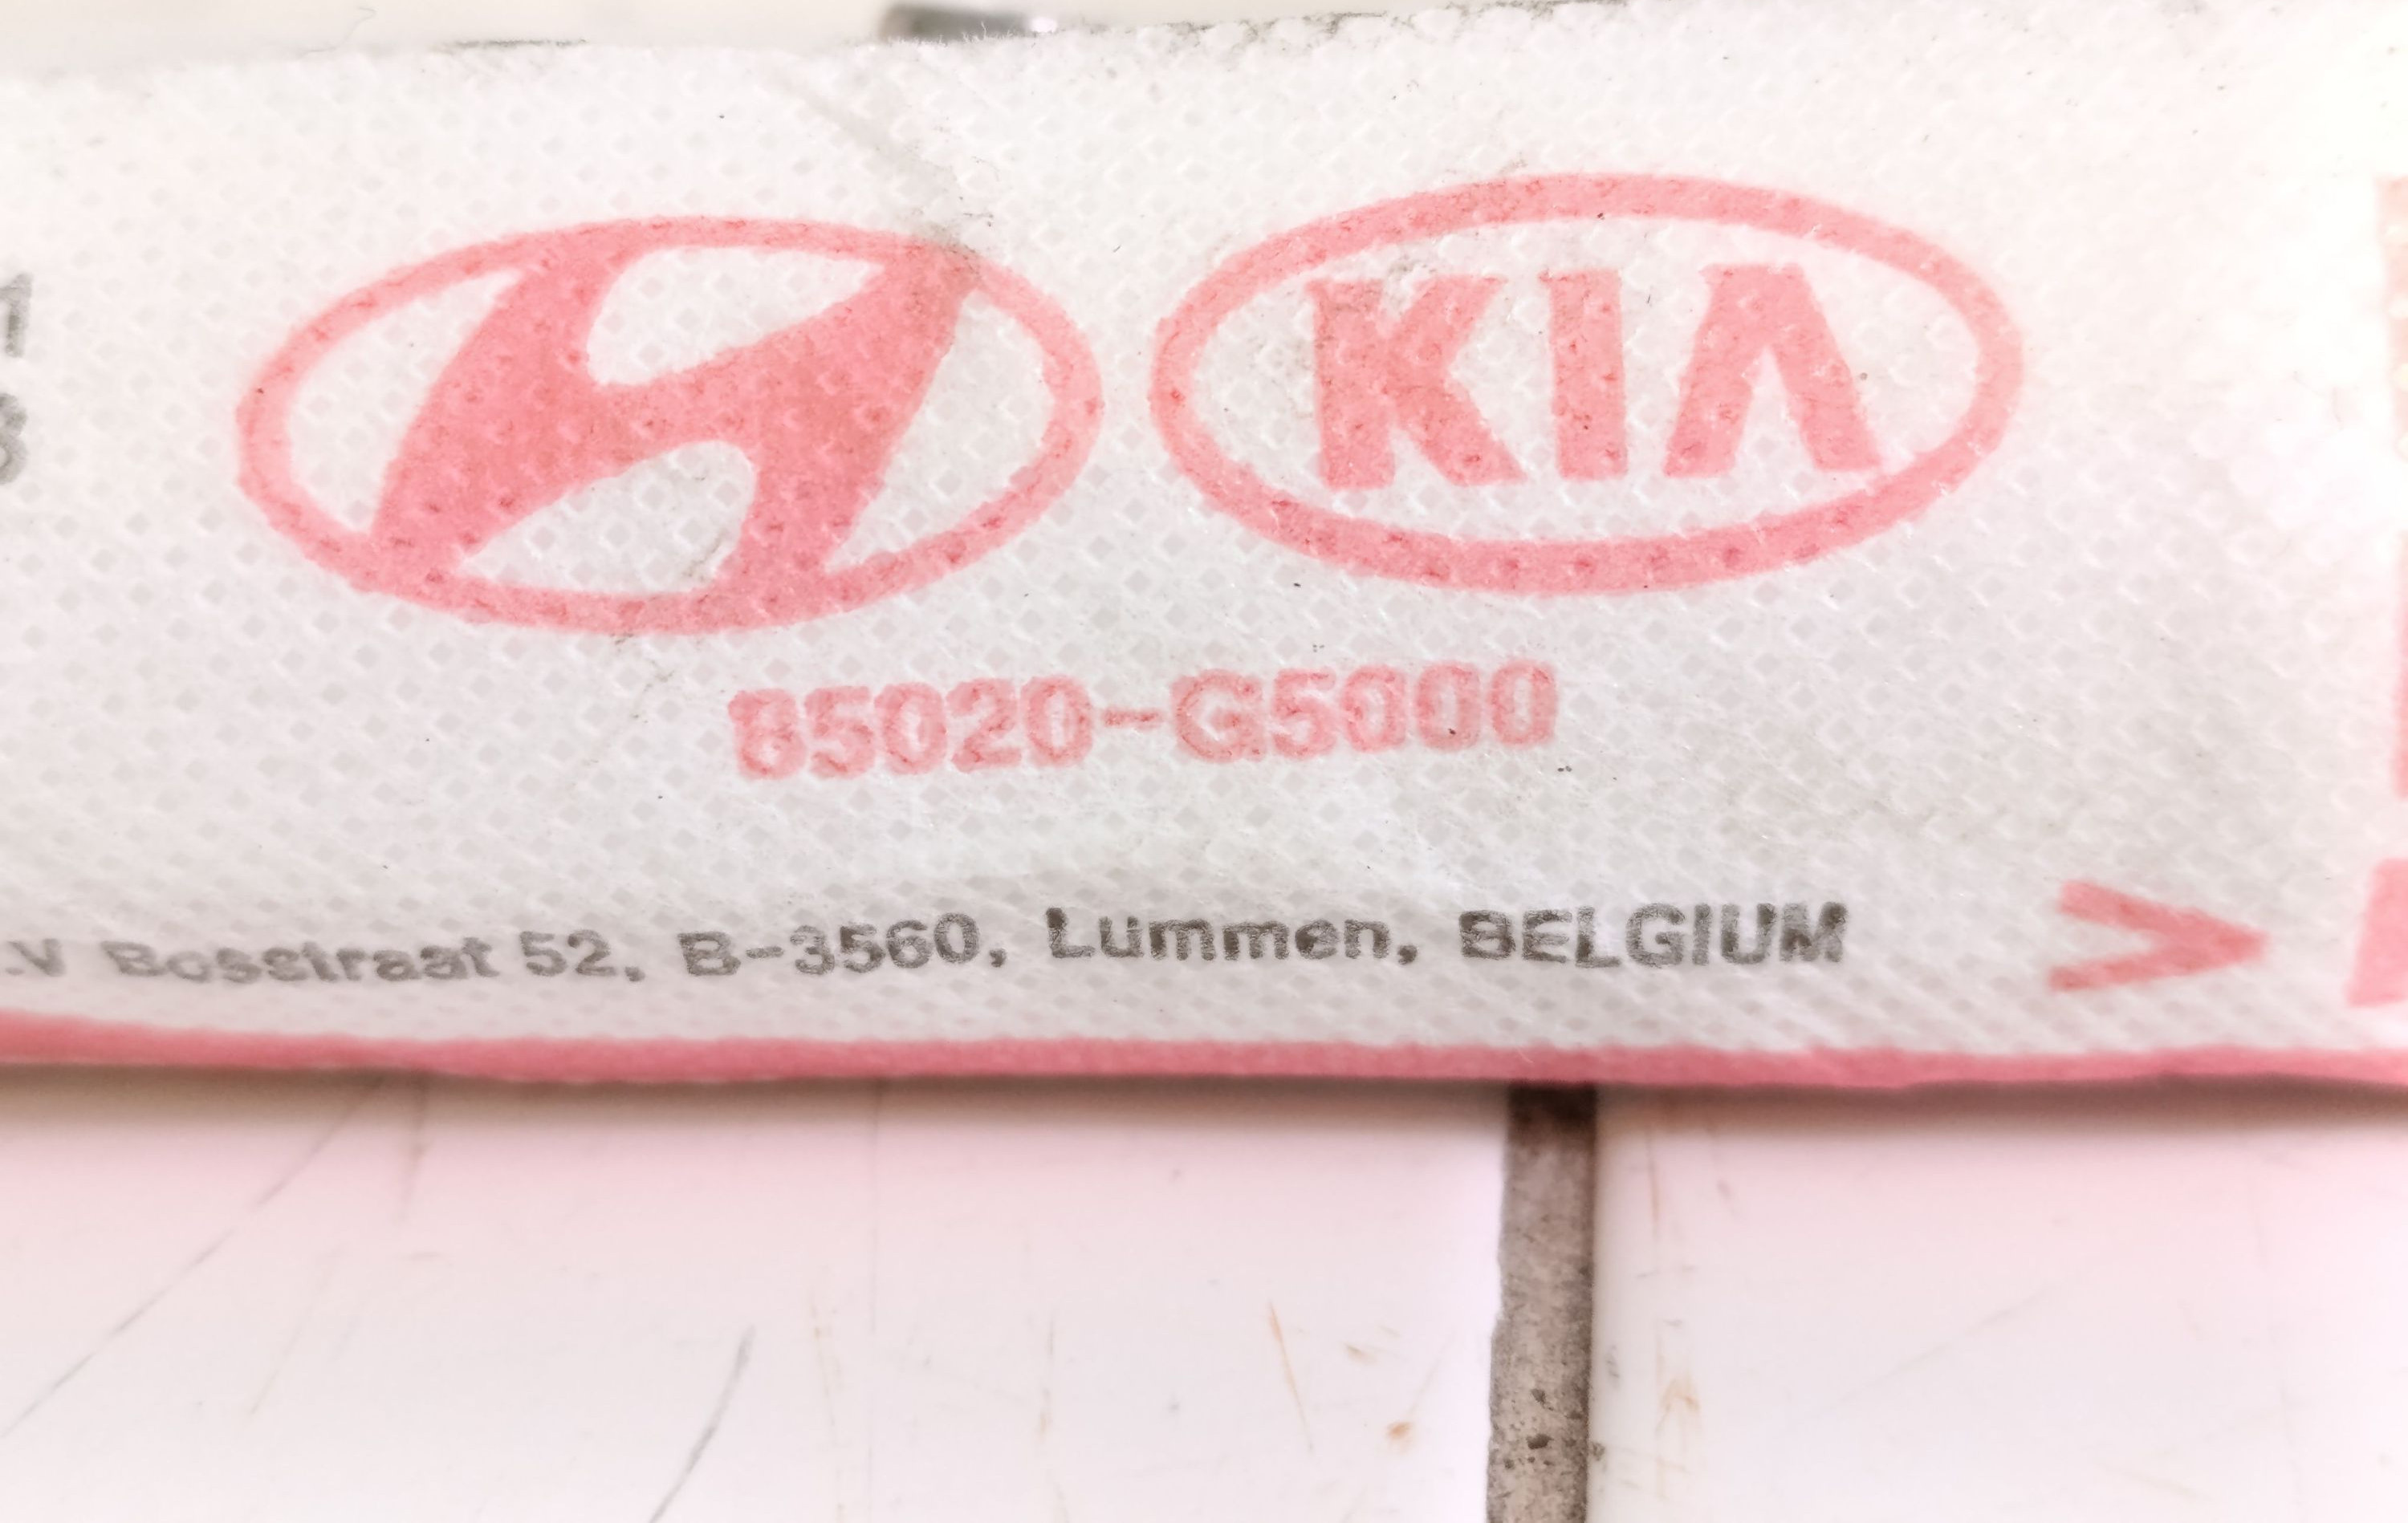 KIA
85020-G5000
.V Bosstraat 52, B-3560, Lummen, BELGIUM >